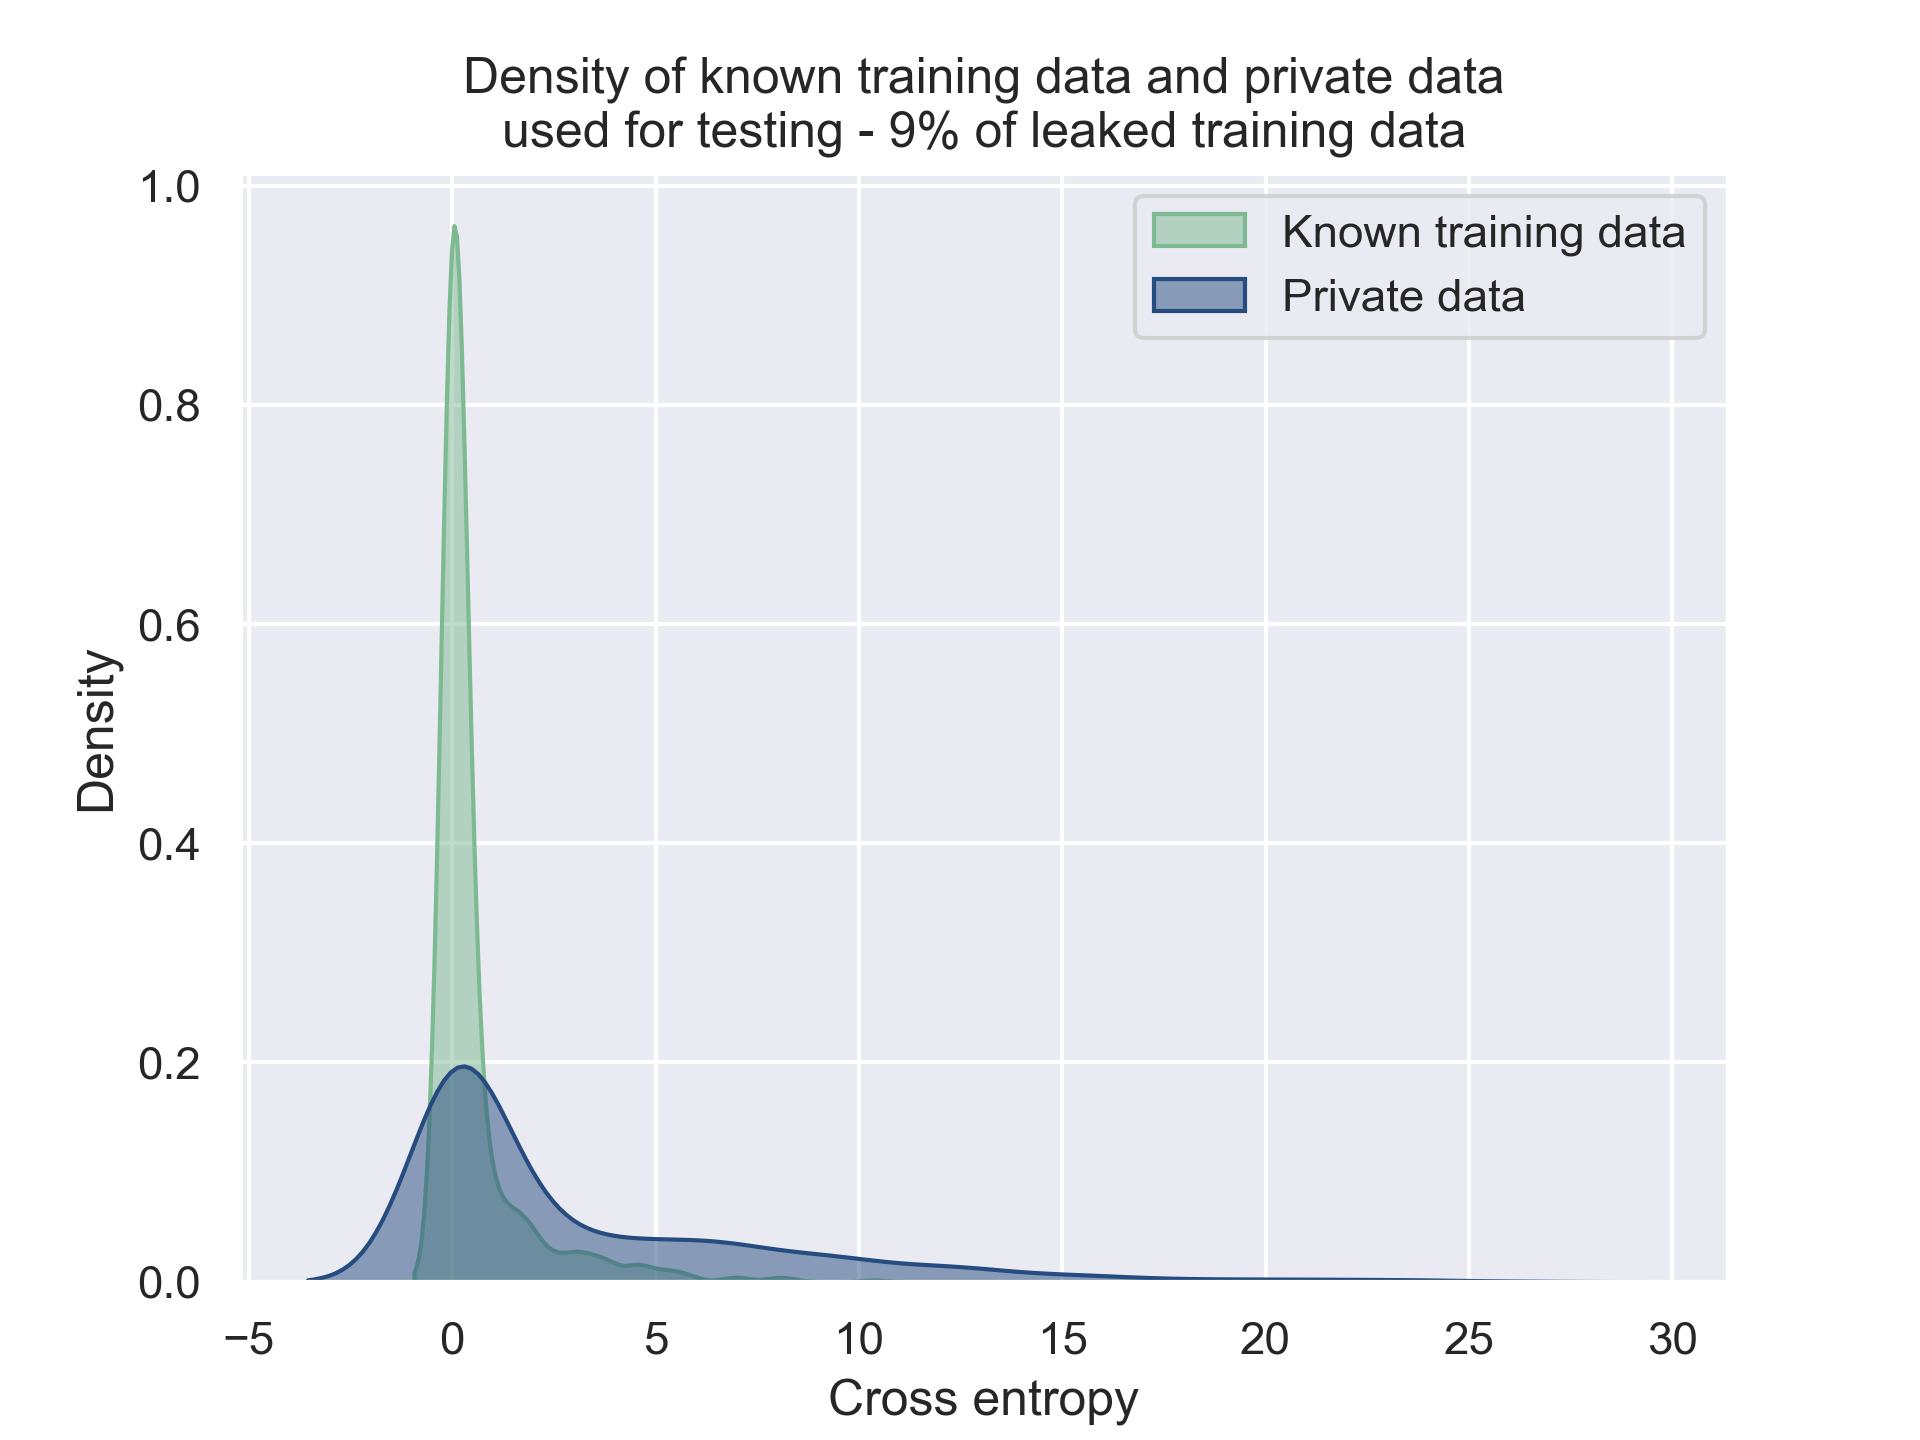 Density of known training data and private data
used for testing - 9% of leaked training data
1.0
0.8
0.6
0.4
0.2
0.0
Density
Known training data
Private data
−5 0 5 10 15 20 25 30
Cross entropy